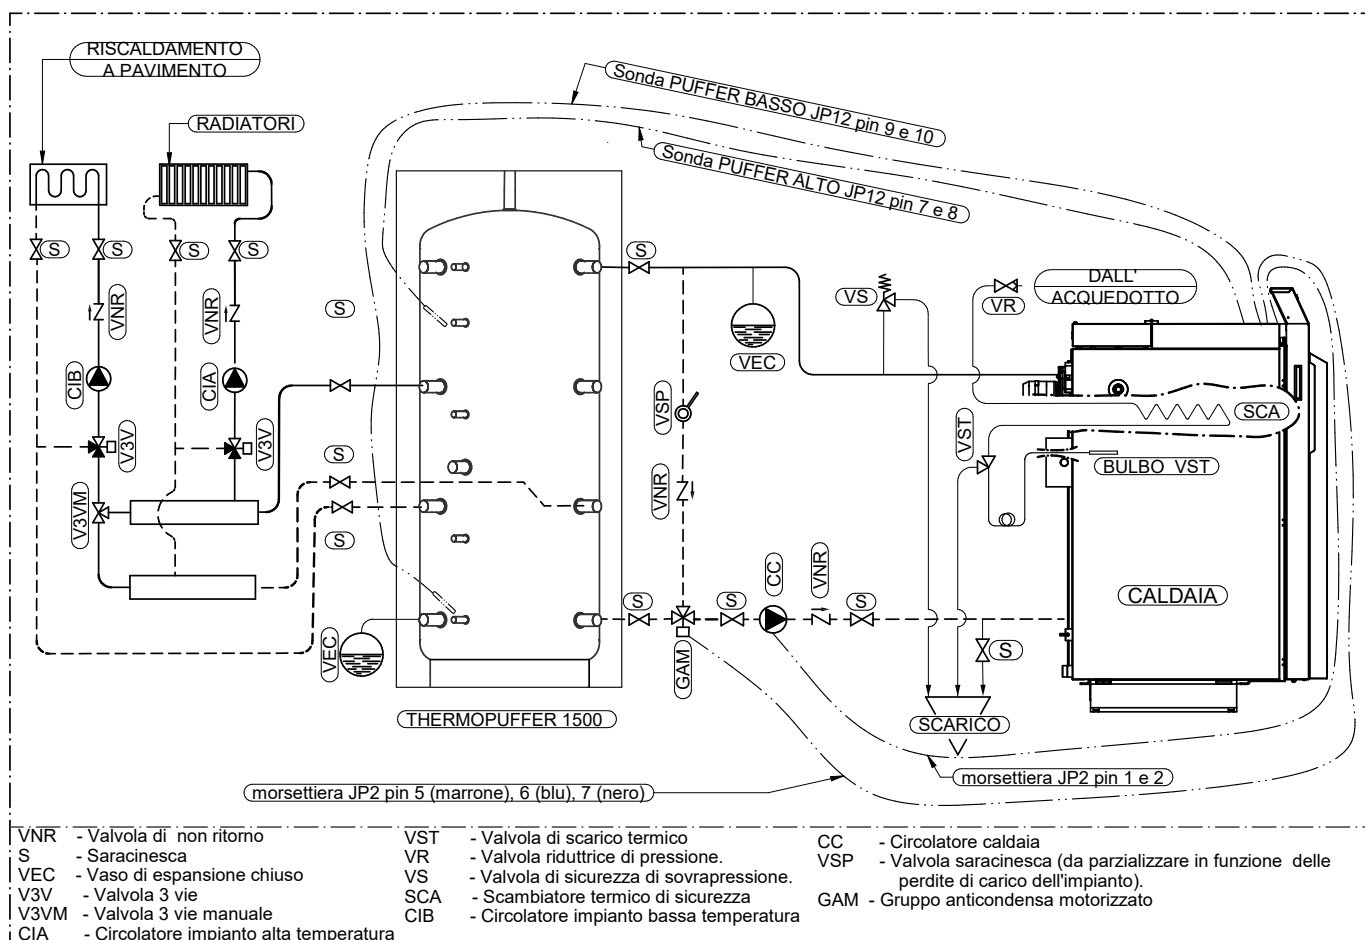 RISCALDAMENTO
A PAVIMENTO
RADIATORI
Sonda PUFFER BASSO JP12 pin 9 e 10
Sonda PUFFER ALTO JP12 pin 7 e 8
S
S
S
S
S
VNR
VNR
S
VS
VR
DALL'
ACQUEDOTTO
VEC
CIB
CIA
VSP
VST
SCA
V3V
V3V
S
BULBO VST
V3VM
VNR
S
CC
VNR
S
S
S
CALDAIA
VEC
GAM
S
THERMOPUFFER 1500
SCARICO
morsettiera JP2 pin 1 e 2
morsettiera JP2 pin 5 (marrone), 6 (blu), 7 (nero)
VNR - Valvola di non ritorno
S - Saracinesca
VEC - Vaso di espansione chiuso
V3V - Valvola 3 vie
V3VM - Valvola 3 vie manuale
CIA - Circolatore impianto alta temperatura
VST - Valvola di scarico termico
VR - Valvola riduttrice di pressione.
VS - Valvola di sicurezza di sovrapressione.
SCA - Scambiatore termico di sicurezza
CIB - Circolatore impianto bassa temperatura
CC - Circolatore caldaia
VSP - Valvola saracinesca (da parzializzare in funzione delle
perdite di carico dell'impianto).
GAM - Gruppo anticondensa motorizzato